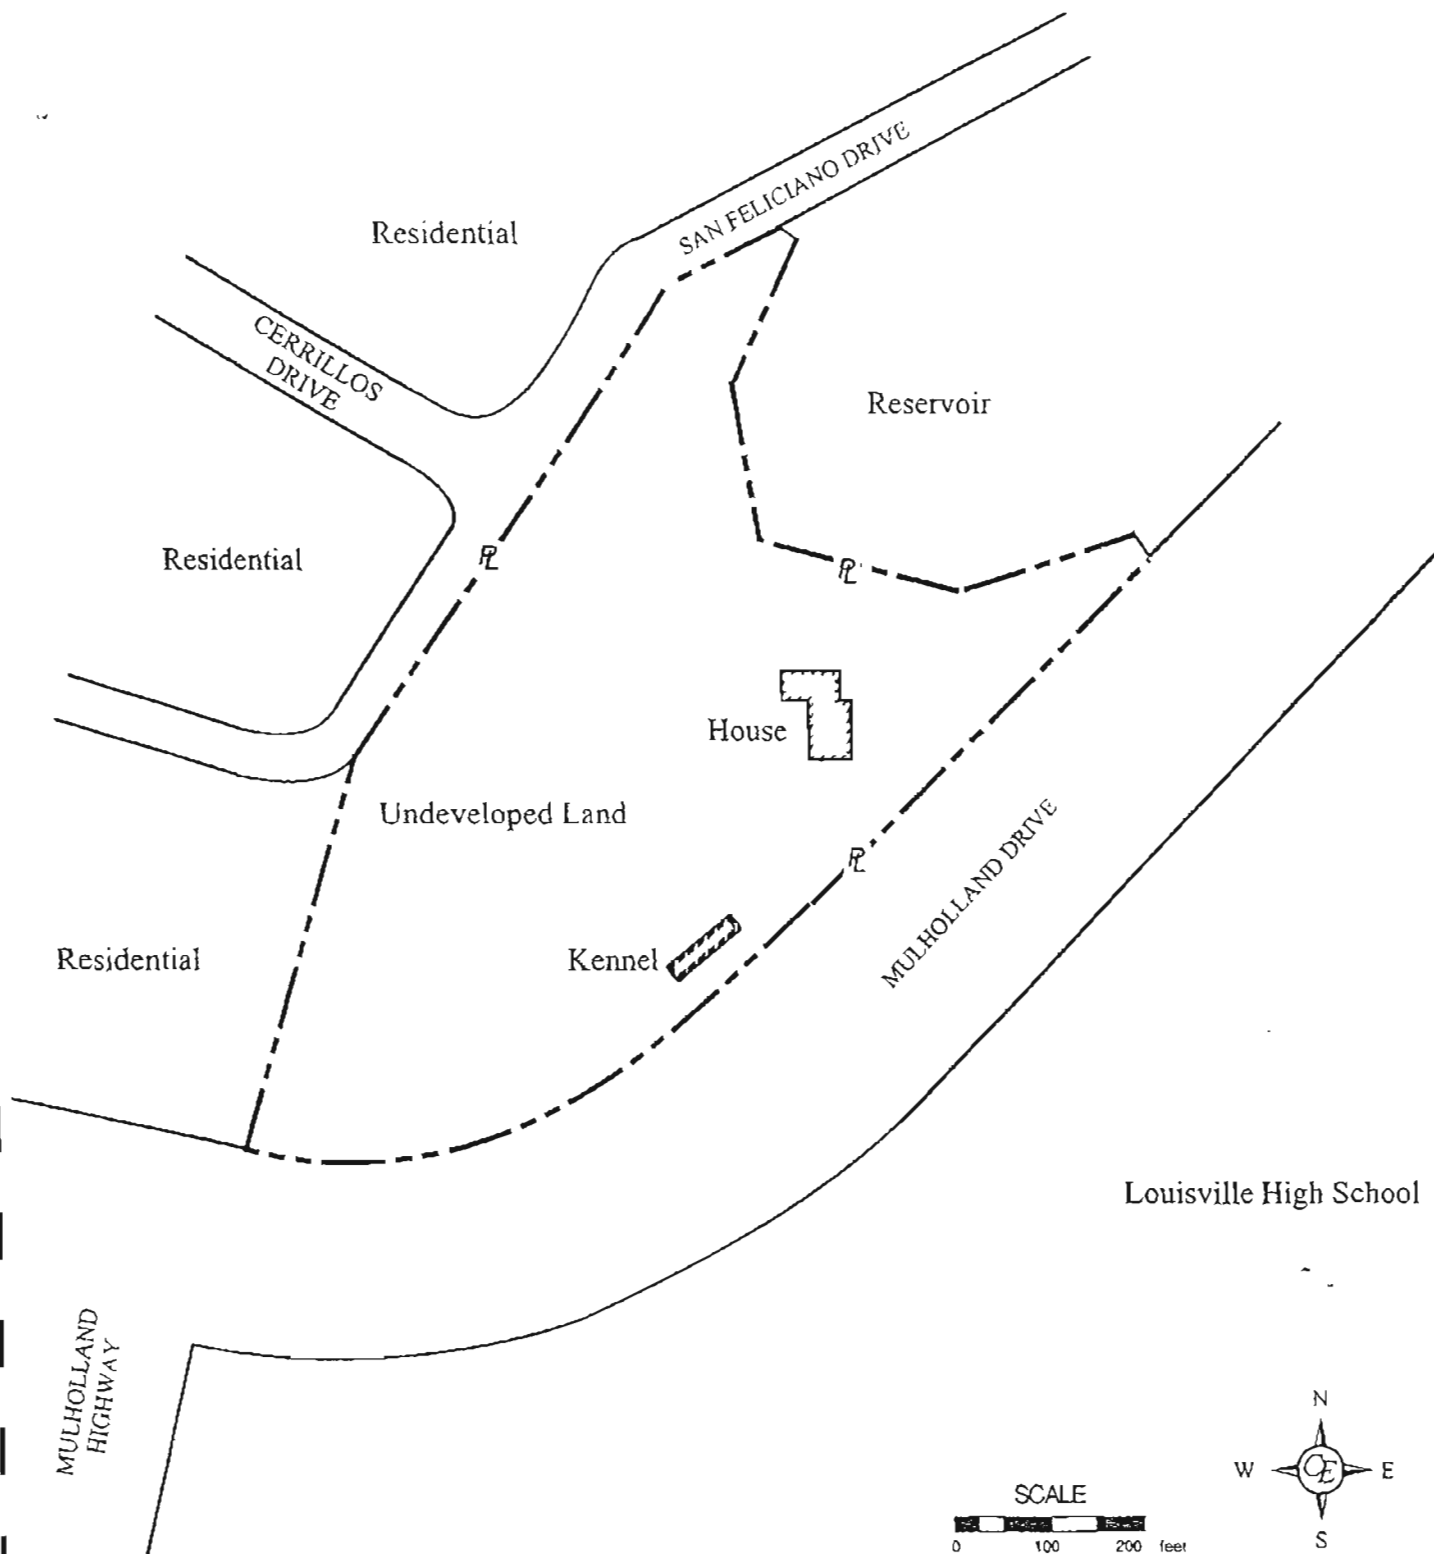 SAN FELICIANO DRIVE
Residential
CERRILLOS
DRIVE
Reservoir
Residential
PL
PL
House
Undeveloped Land
PL
MULHOLLAND DRIVE
Residential
Kennel
Louisville High School
MULHOLLAND
HIGHWAY
N
W
CE
E
S
SCALE
0 100 200 feet